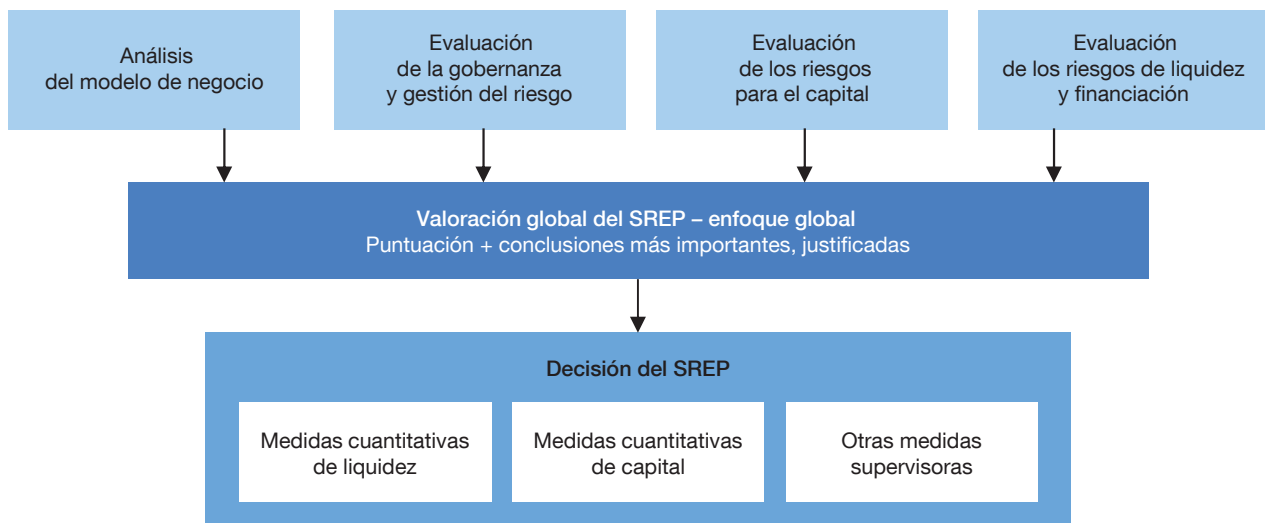 Análisis
del modelo de negocio
Evaluación
de la gobernanza
y gestión del riesgo
Evaluación
de los riesgos
para el capital
Evaluación
de los riesgos de liquidez
y financiación
Valoración global del SREP – enfoque global
Puntuación + conclusiones más importantes, justificadas
Decisión del SREP
Medidas cuantitativas
de liquidez
Medidas cuantitativas
de capital
Otras medidas
supervisoras